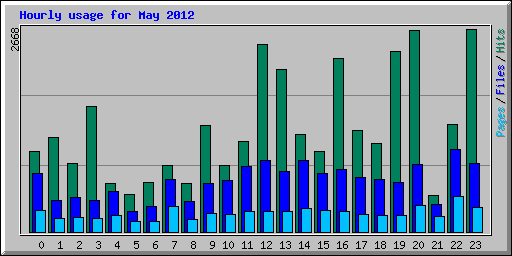 Hourly usage for May 2012
2668
Pages/Files/Hits
0 1 2 3 4 5 6 7 8 9 10 11 12 13 14 15 16 17 18 19 20 21 22 23